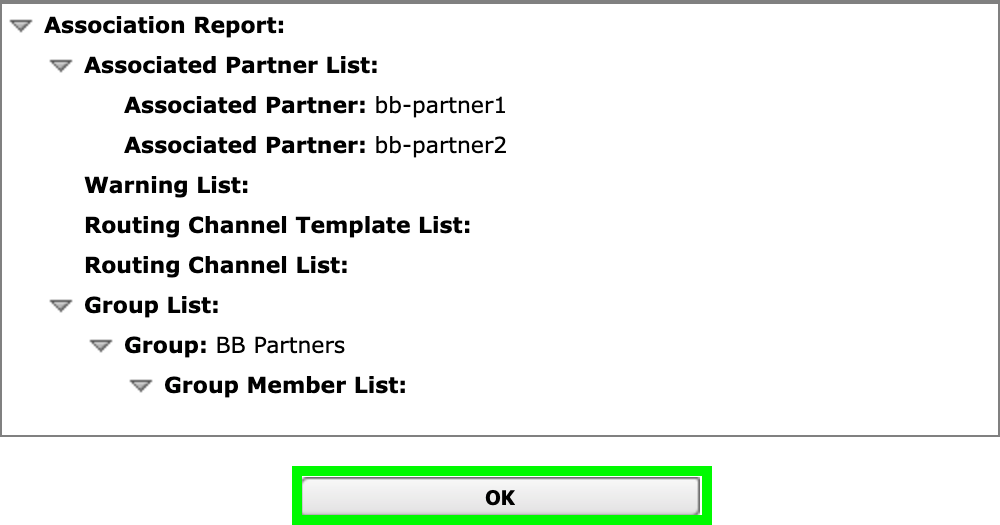 Association Report:
Associated Partner List:
Associated Partner: bb-partner1
Associated Partner: bb-partner2
Warning List:
Routing Channel Template List:
Routing Channel List:
Group List:
Group: BB Partners
Group Member List:
OK